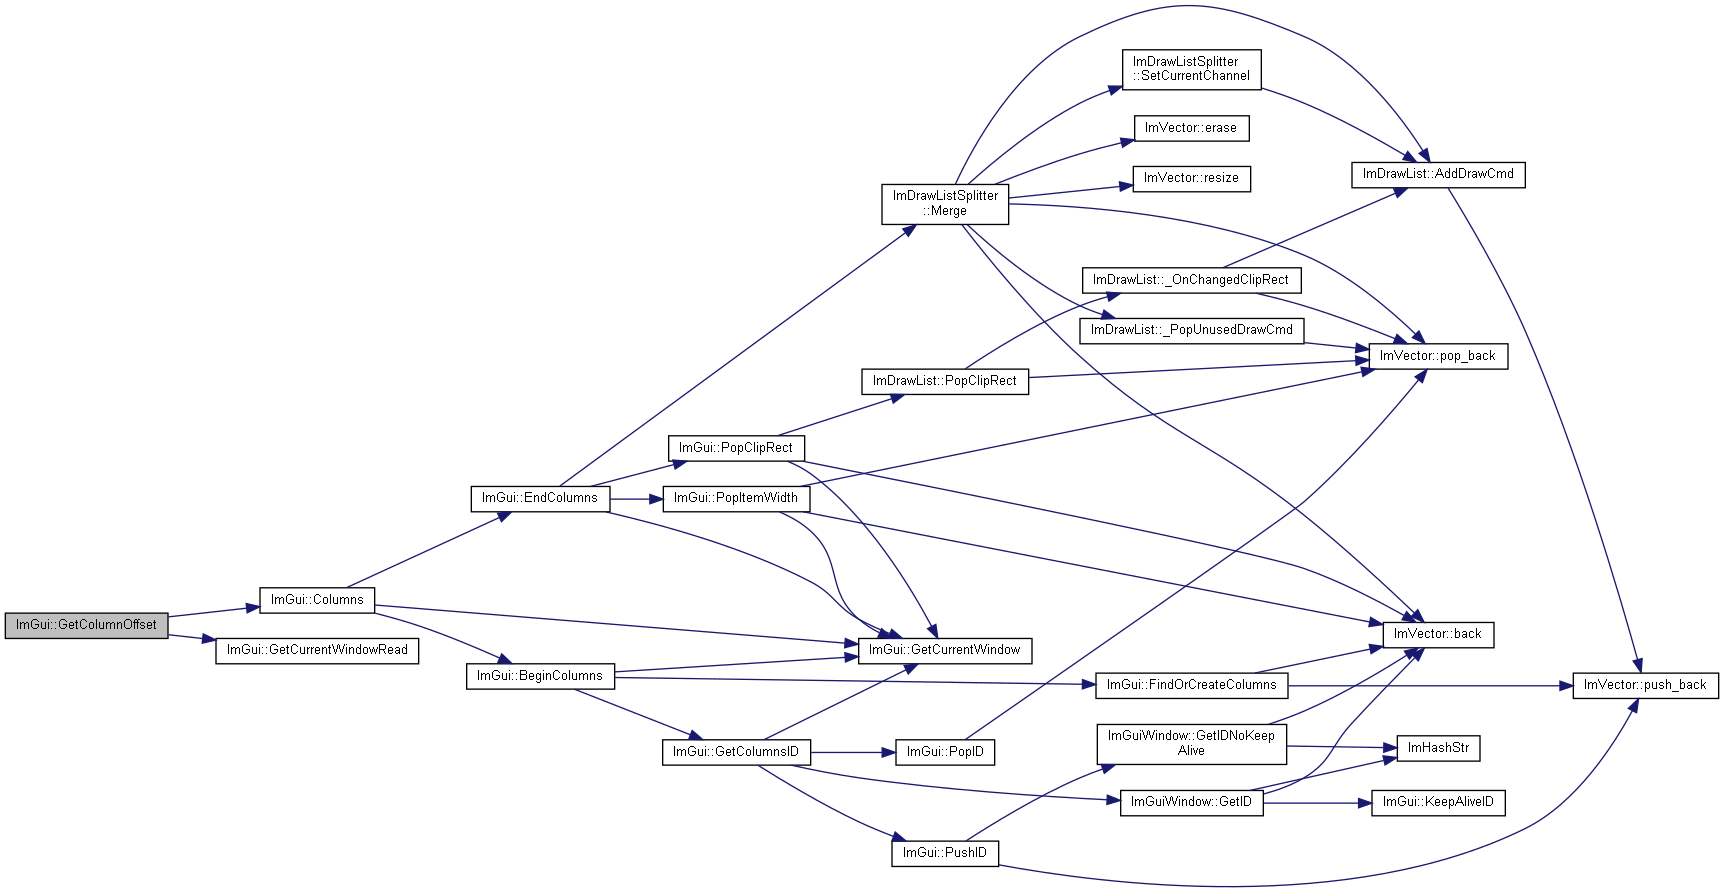 ImGui::GetColumnOffset
ImGui::Columns
ImGui::GetCurrentWindowRead
ImGui::EndColumns
ImGui::BeginColumns
ImGui::PopClipRect
ImGui::PopItemWidth
ImGui::GetColumnsID
ImDrawListSplitter
::Merge
ImDrawList::PopClipRect
ImGui::GetCurrentWindow
ImGui::PopID
ImGui::PushID
ImDrawListSplitter
::SetCurrentChannel
ImVector::erase
ImVector::resize
ImDrawList::_OnChangedClipRect
ImDrawList::_PopUnusedDrawCmd
ImGui::FindOrCreateColumns
ImGuiWindow::GetIDNoKeep
Alive
ImGuiWindow::GetID
ImDrawList::AddDrawCmd
ImVector::pop_back
ImVector::back
ImHashStr
ImGui::KeepAliveID
ImVector::push_back